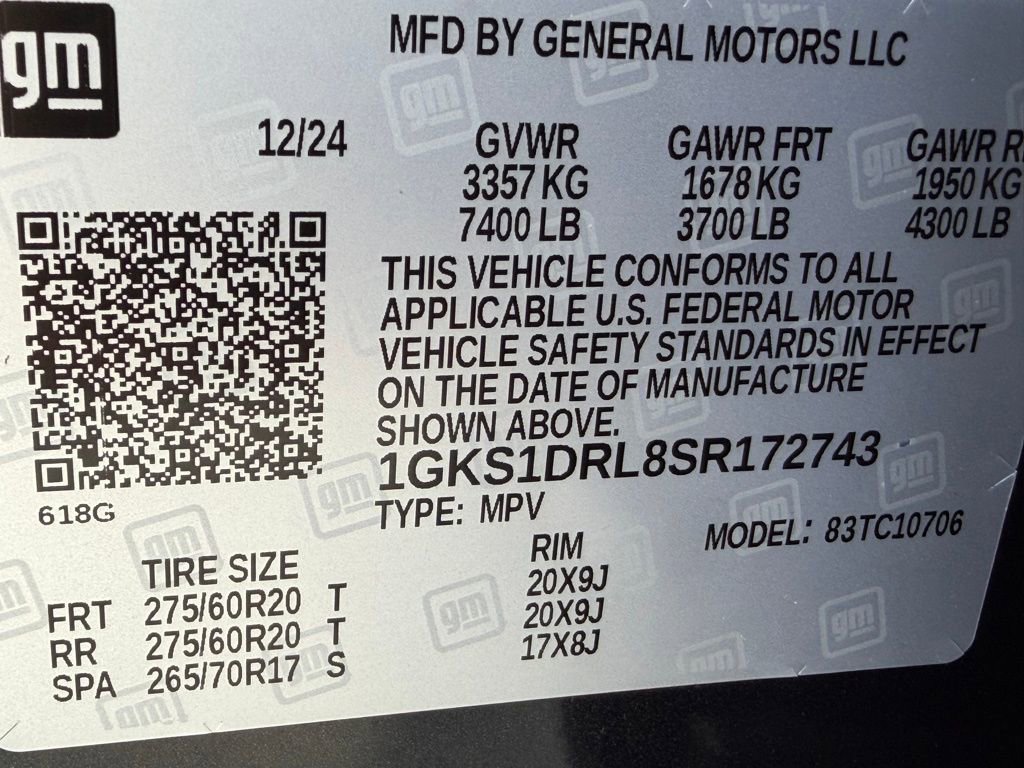 gm
MFD BY GENERAL MOTORS LLC
12/24 GVWR GAWR FRT GAWR
3357 KG 1678 KG 1950 KG
7400 LB 3700 LB 4300 LB
THIS VEHICLE CONFORMS TO ALL
APPLICABLE U.S. FEDERAL MOTOR
VEHICLE SAFETY STANDARDS IN EFFECT
ON THE DATE OF MANUFACTURE
SHOWN ABOVE.
1GKS1DRL8SR172743
618G
TYPE: MPV MODEL: 83TC10706
TIRE SIZE RIM
FRT 275/60R20 T 20X9J
RR 275/60R20 T 20X9J
SPA 265/70R17 S 17X8J